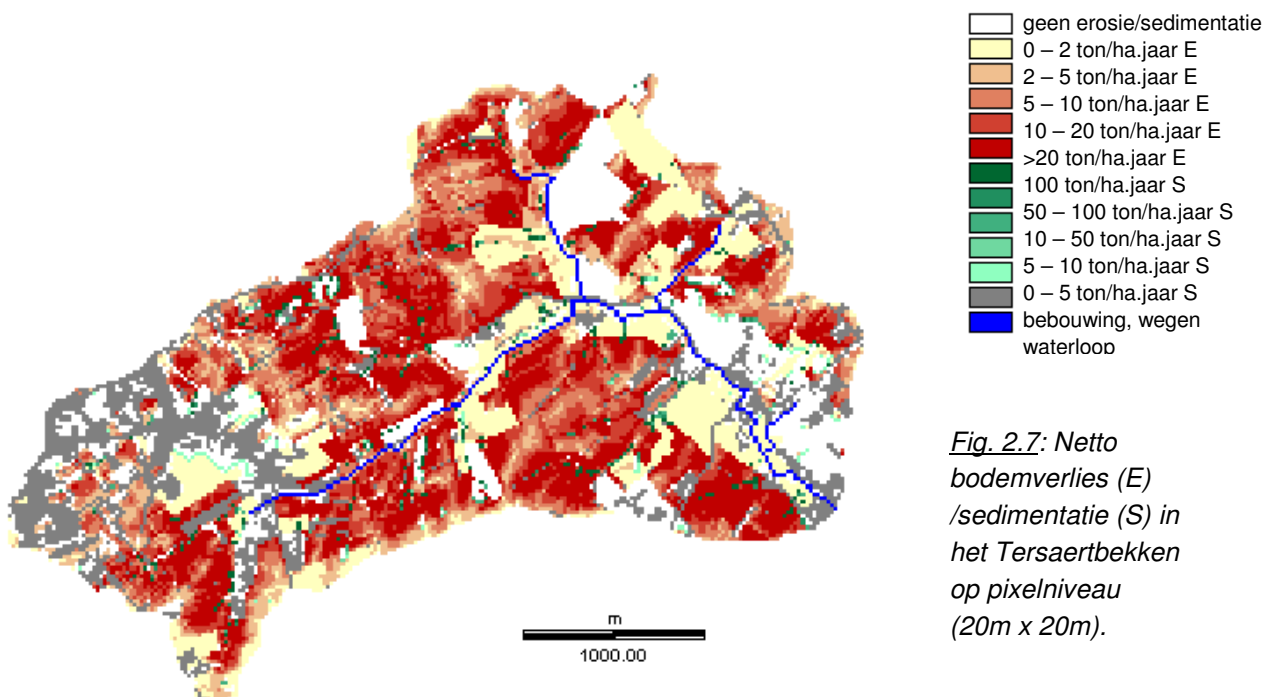 geen erosie/sedimentatie
0 – 2 ton/ha.jaar E
2 – 5 ton/ha.jaar E
5 – 10 ton/ha.jaar E
10 – 20 ton/ha.jaar E
>20 ton/ha.jaar E
100 ton/ha.jaar S
50 – 100 ton/ha.jaar S
10 – 50 ton/ha.jaar S
5 – 10 ton/ha.jaar S
0 – 5 ton/ha.jaar S
bebouwing, wegen
waterloop
Fig. 2.7: Netto
bodemverlies (E)
/sedimentatie (S) in
het Tersaertbekken
op pixelniveau
(20m x 20m).
m
1000.00